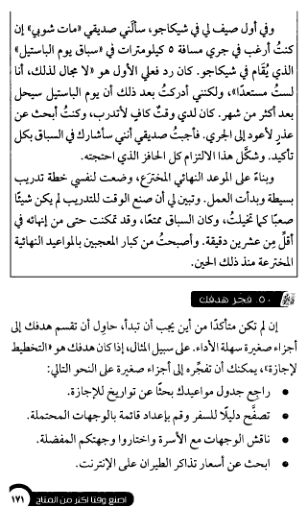 وفي أول صيف لي في شيكاجو، سألَني صديقي «مات شوبي» إن
كنتُ أرغب في جري مسافة ٥ كيلومترات في «سباق يوم الباستيل»
الذي يُقام في شيكاجو. كان رد فعلي الأول هو «لا مجال لذلك، أنا
لستُ مستعدًا»، ولكنني أدركتُ بعد ذلك أن يوم الباستيل سيحل
بعد أكثر من شهر. كان لدي وقتٌ كافٍ لأتدرب، وكنتُ أبحث عن
عذرٍ لأعود إلى الجري. فأجبتُ صديقي أنني سأشارك في السباق بكل
تأكيد. وشكَّل هذا الالتزام كل الحافز الذي احتجته.
وبناءً على الموعد النهائي المخترَع، وضعت لنفسي خطة تدريب
بسيطة وبدأت العمل. وتبين لي أن صنع الوقت للتدريب لم يكن شيئًا
صعبًا كما تخيلتُ، وكان السباق ممتعًا، وقد تمكنت حتى من إنهائه في
أقل مِن عشرين دقيقة. وأصبحتُ من كبار المعجبين بالمواعيد النهائية
المخترعة منذ ذلك الحين.
٥٠. فجّر هدفك
إن لم تكن متأكدًا من أين يجب أن تبدأ، حاوِل أن تقسم هدفك إلى
أجزاء صغيرة سهلة الأداء. على سبيل المثال، إذا كان هدفك هو «التخطيط
لإجازة»، يمكنك أن تفجِّره إلى أجزاء صغيرة على النحو التالي:
• راجِع جدول مواعيدك بحثًا عن تواريخ للإجازة.
• تصفَّح دليلًا للسفر وقم بإعداد قائمة بالوجهات المحتملة.
• ناقش الوجهات مع الأسرة واختاروا وجهتكم المفضلة.
• ابحث عن أسعار تذاكر الطيران على الإنترنت.
اصنع وقتا أكثر من المتاح ١٧١